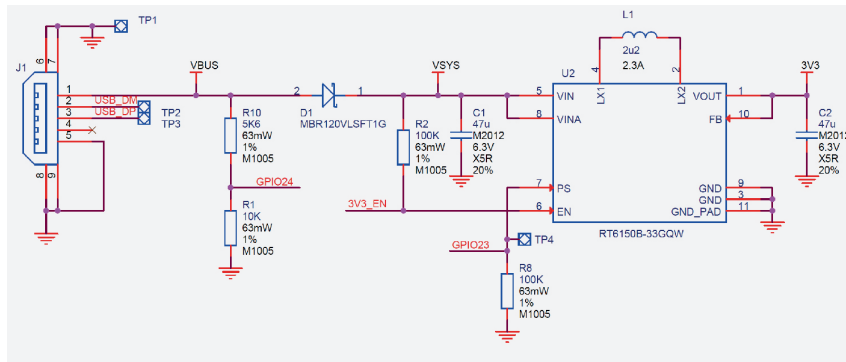 L1
2u2
2.3A
TP1
J1
6
7
1
2
3
4
5
8
9
USB_DM
USB_DP
TP2
TP3
VBUS
R10
5K6
63mW
1%
M1005
GPIO24
R1
10K
63mW
1%
M1005
2
1
D1
MBR120VLSFT1G
VSYS
R2
100K
63mW
1%
M1005
C1
47u
M2012
6.3V
X5R
20%
3V3_EN
GPIO23
TP4
R8
100K
63mW
1%
M1005
U2
4
2
LX1
LX2
5
VIN
8
VINA
7
PS
6
EN
VOUT
1
FB
10
GND
9
GND
3
GND_PAD
11
RT6150B-33GQW
3V3
C2
47u
M2012
6.3V
X5R
20%